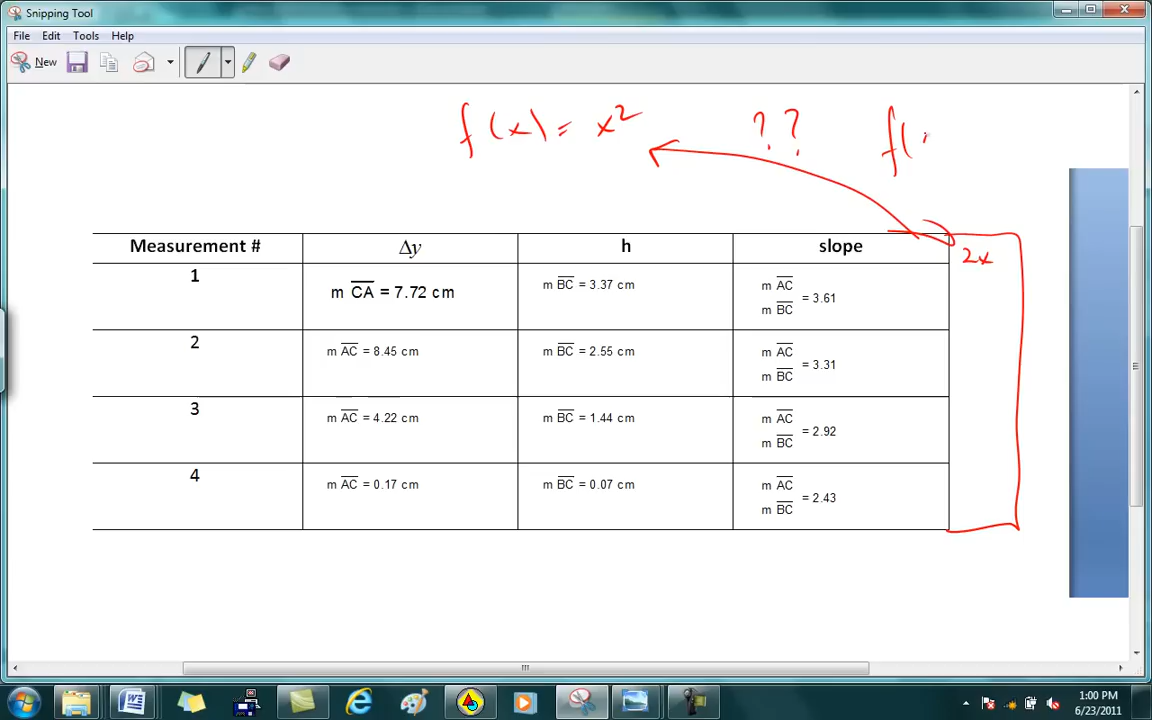 Snipping Tool
File Edit Tools Help
New
f(x) = x² ?? f(
Measurement # Δy h slope 2x
1 m CA = 7.72 cm m BC = 3.37 cm m AC
m BC = 3.61
2 m AC = 8.45 cm m BC = 2.55 cm m AC
m BC = 3.31
3 m AC = 4.22 cm m BC = 1.44 cm m AC
m BC = 2.92
4 m AC = 0.17 cm m BC = 0.07 cm m AC
m BC = 2.43
1:00 PM
6/23/2011